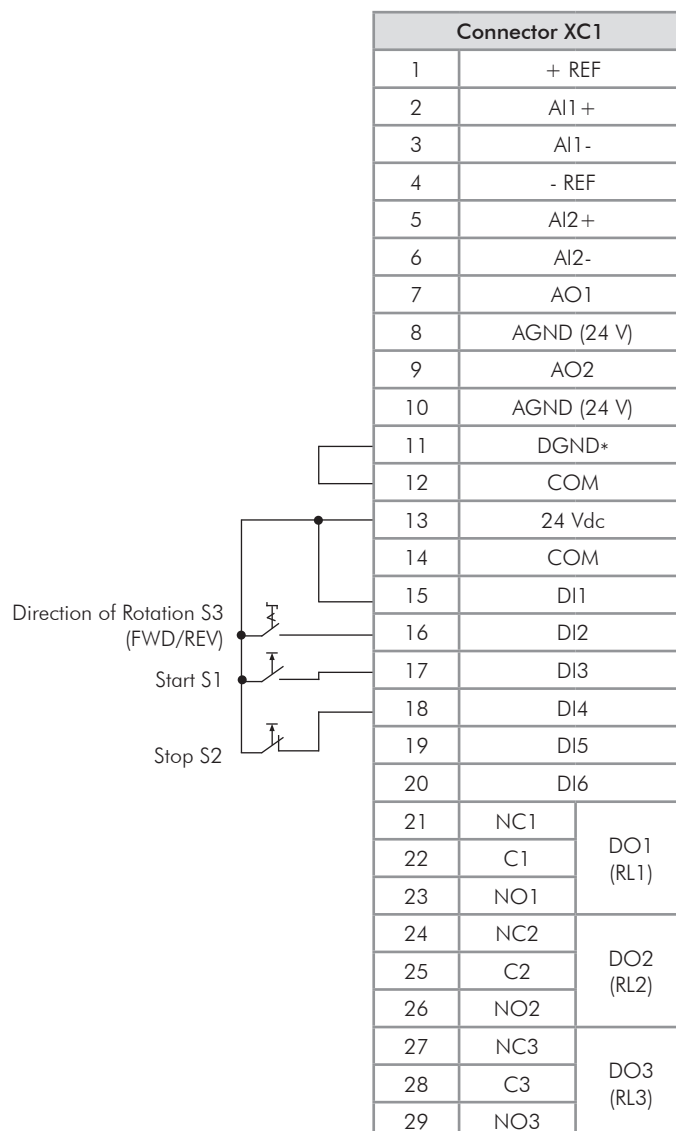 Connector XC1
1 + REF
2 AI1+
3 AI1-
4 - REF
5 AI2+
6 AI2-
7 AO1
8 AGND (24 V)
9 AO2
10 AGND (24 V)
11 DGND*
12 COM
13 24 Vdc
14 COM
15 DI1
Direction of Rotation S3
(FWD/REV)
16 DI2
Start S1
17 DI3
18 DI4
Stop S2
19 DI5
20 DI6
21 NC1
22 C1
23 NO1
DO1
(RL1)
24 NC2
25 C2
26 NO2
DO2
(RL2)
27 NC3
28 C3
29 NO3
DO3
(RL3)